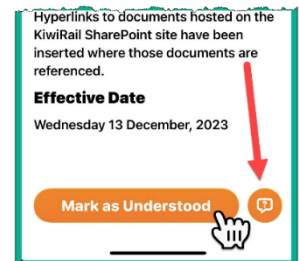 Hyperlinks to documents hosted on the
KiwiRail SharePoint site have been
inserted where those documents are
referenced.
Effective Date
Wednesday 13 December, 2023
Mark as Understood
?